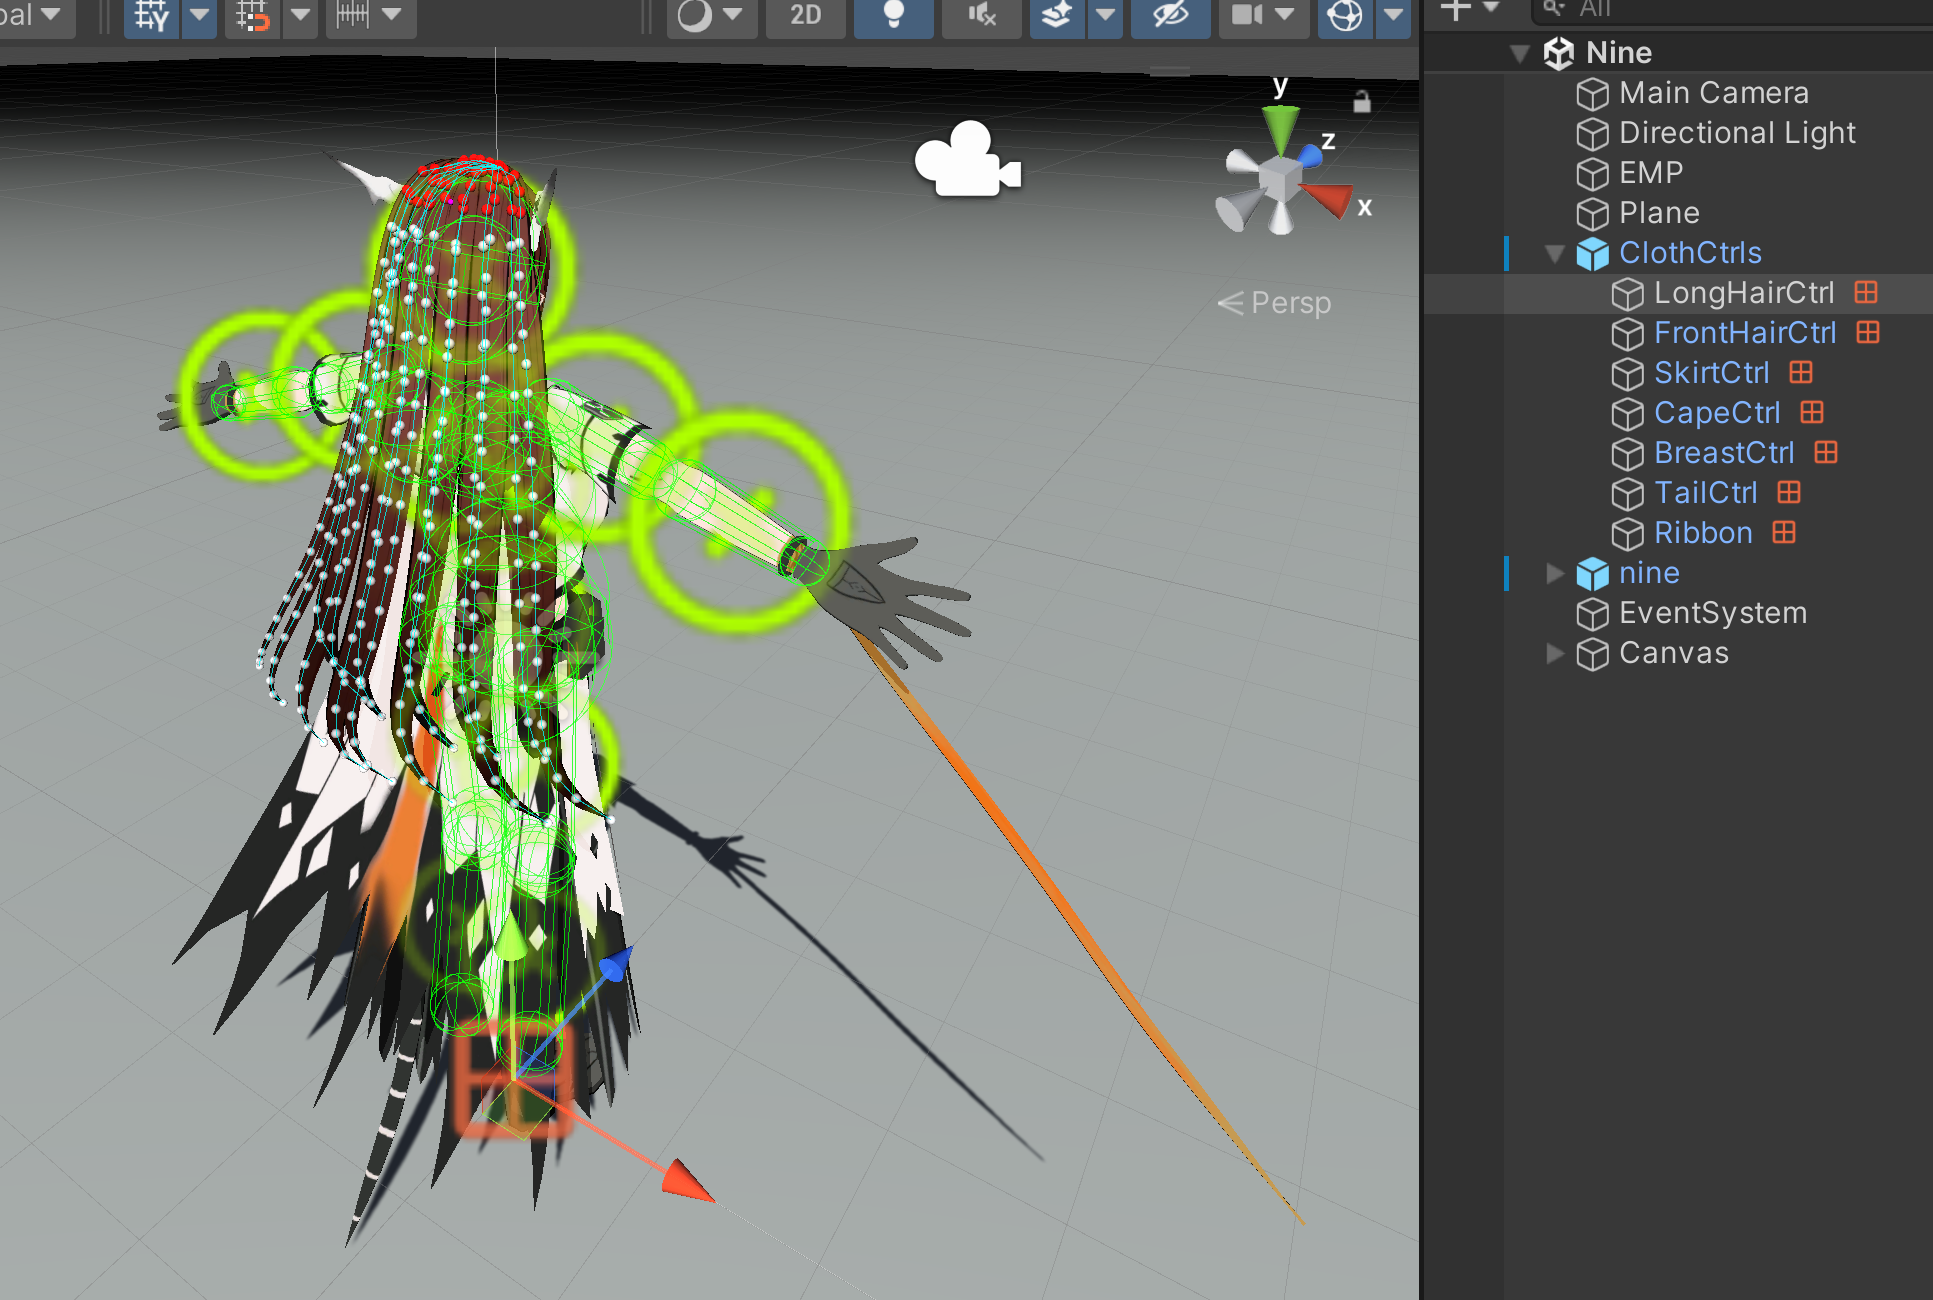 bal
2D
All
Nine
Main Camera
Directional Light
EMP
Plane
ClothCtrls
LongHairCtrl
FrontHairCtrl
SkirtCtrl
CapeCtrl
BreastCtrl
TailCtrl
Ribbon
nine
EventSystem
Canvas
y
z
x
Persp